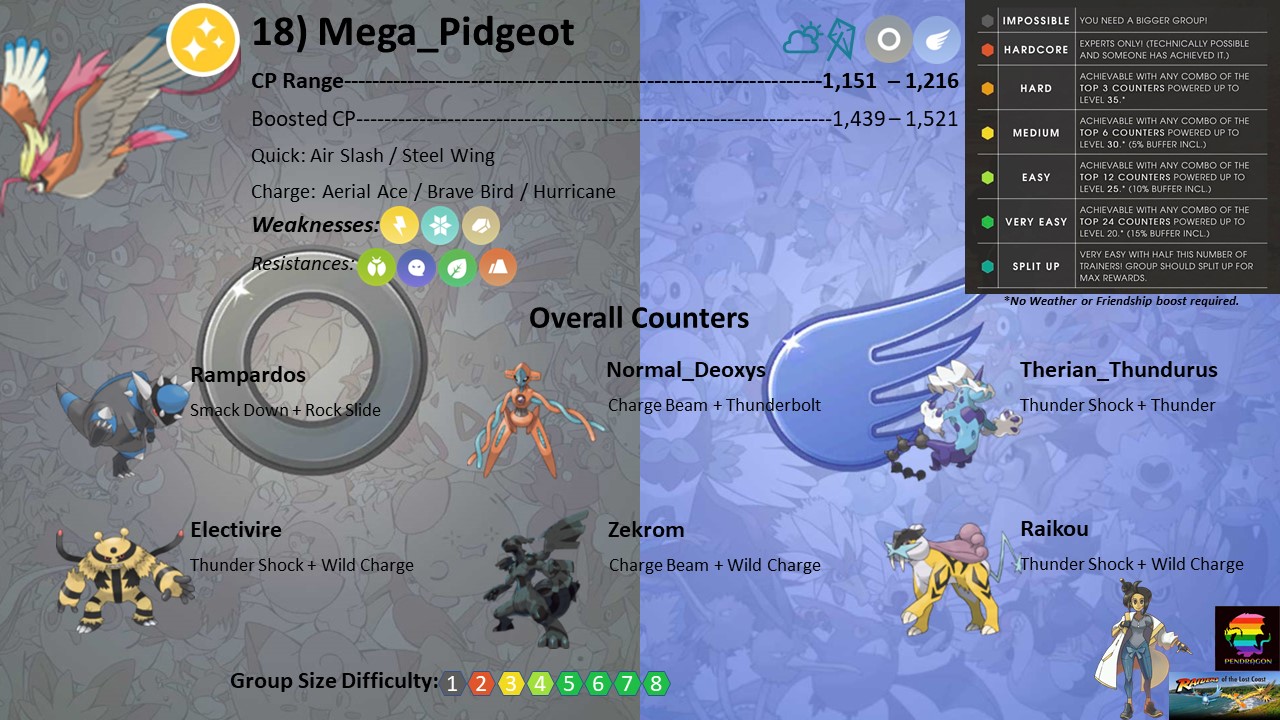 18) Mega_Pidgeot
CP Range---------------------------------------------------------------------1,151 – 1,216
Boosted CP--------------------------------------------------------------------1,439 – 1,521
Quick: Air Slash / Steel Wing
Charge: Aerial Ace / Brave Bird / Hurricane
Weaknesses:
Resistances:
IMPOSSIBLE YOU NEED A BIGGER GROUP!
HARDCORE EXPERTS ONLY! (TECHNICALLY POSSIBLE
AND SOMEONE HAS ACHIEVED IT.)
HARD ACHIEVABLE WITH ANY COMBO OF THE
TOP 3 COUNTERS POWERED UP TO
LEVEL 35.*
MEDIUM ACHIEVABLE WITH ANY COMBO OF THE
TOP 6 COUNTERS POWERED UP TO
LEVEL 30.* (5% BUFFER INCL.)
EASY ACHIEVABLE WITH ANY COMBO OF THE
TOP 12 COUNTERS POWERED UP TO
LEVEL 25.* (10% BUFFER INCL.)
VERY EASY ACHIEVABLE WITH ANY COMBO OF THE
TOP 24 COUNTERS POWERED UP TO
LEVEL 20.* (15% BUFFER INCL.)
SPLIT UP VERY EASY WITH HALF THIS NUMBER OF
TRAINERS! GROUP SHOULD SPLIT UP FOR
MAX REWARDS.
*No Weather or Friendship boost required.
Overall Counters
Rampardos
Smack Down + Rock Slide
Normal_Deoxys
Charge Beam + Thunderbolt
Therian_Thundurus
Thunder Shock + Thunder
Electivire
Thunder Shock + Wild Charge
Zekrom
Charge Beam + Wild Charge
Raikou
Thunder Shock + Wild Charge
Group Size Difficulty: 1 2 3 4 5 6 7 8
PENDRAGON
RAIDERS of the Lost Coast